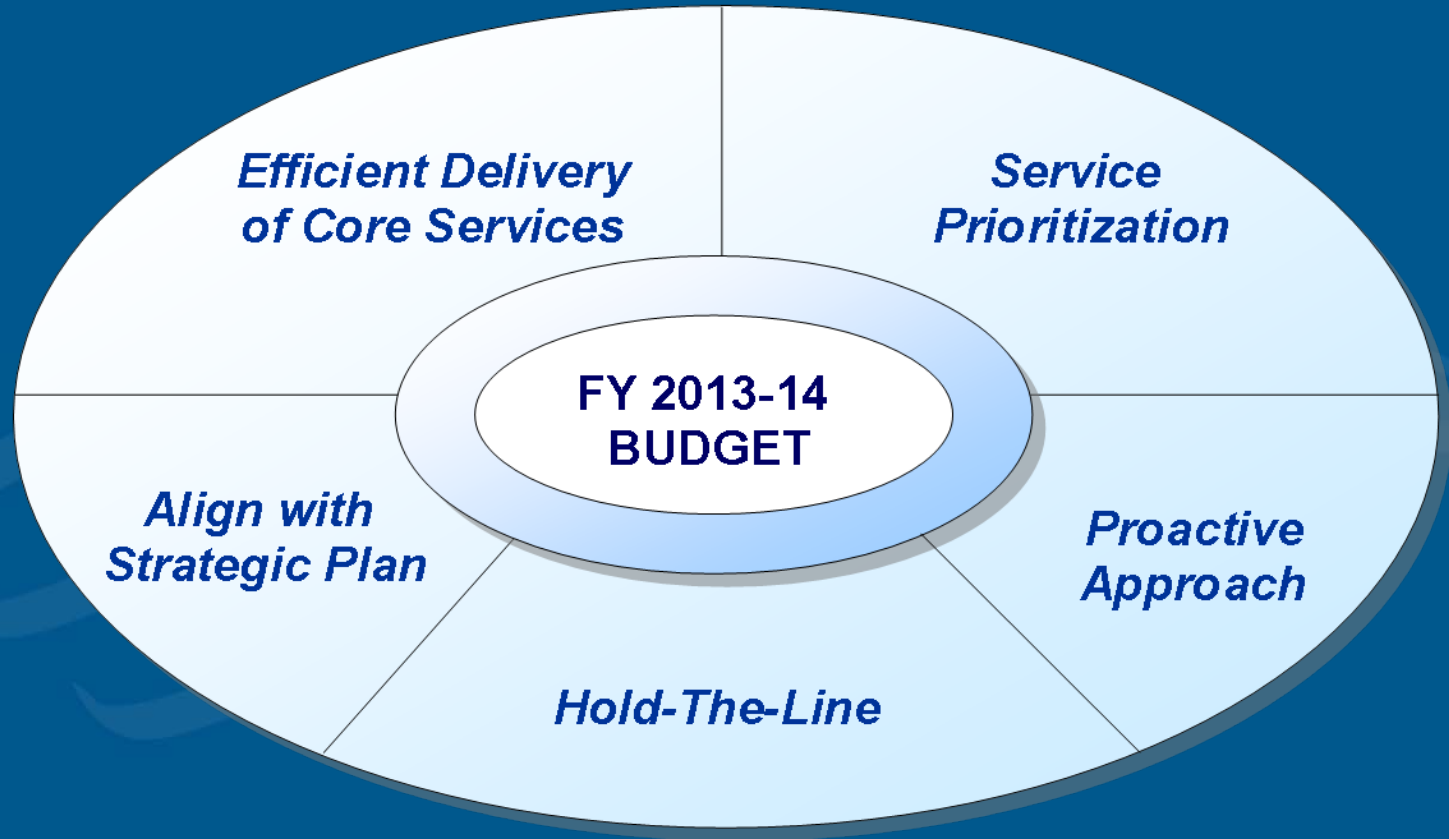 Efficient Delivery
of Core Services
Service
Prioritization
FY 2013-14
BUDGET
Align with
Strategic Plan
Proactive
Approach
Hold-The-Line